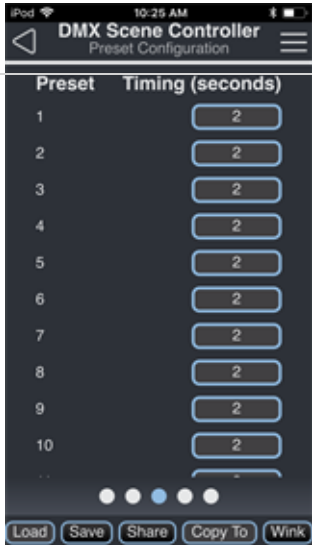 iPod 10:25 AM
DMX Scene Controller
Preset Configuration
Preset Timing (seconds)
1 2
2 2
3 2
4 2
5 2
6 2
7 2
8 2
9 2
10 2
Load Save Share Copy To Wink